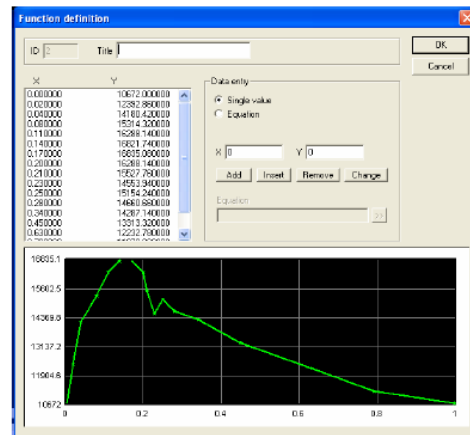 Function definition
ID 2 Title
OK
Cancel
X Y
0.000000 10672.000000
0.020000 12392.860000
0.040000 14180.420000
0.080000 15314.320000
0.110000 16288.140000
0.140000 16821.740000
0.170000 16835.080000
0.200000 16288.140000
0.210000 15527.760000
0.230000 14553.940000
0.250000 15154.240000
0.280000 14660.660000
0.340000 14287.140000
0.450000 13313.320000
0.630000 12232.780000
Data entry
Single value
Equation
X 0 Y 0
Add Insert Remove Change
Equation
>>
16835.1
15602.5
14369.8
13137.2
11904.6
10672
0 0.2 0.4 0.6 0.8 1